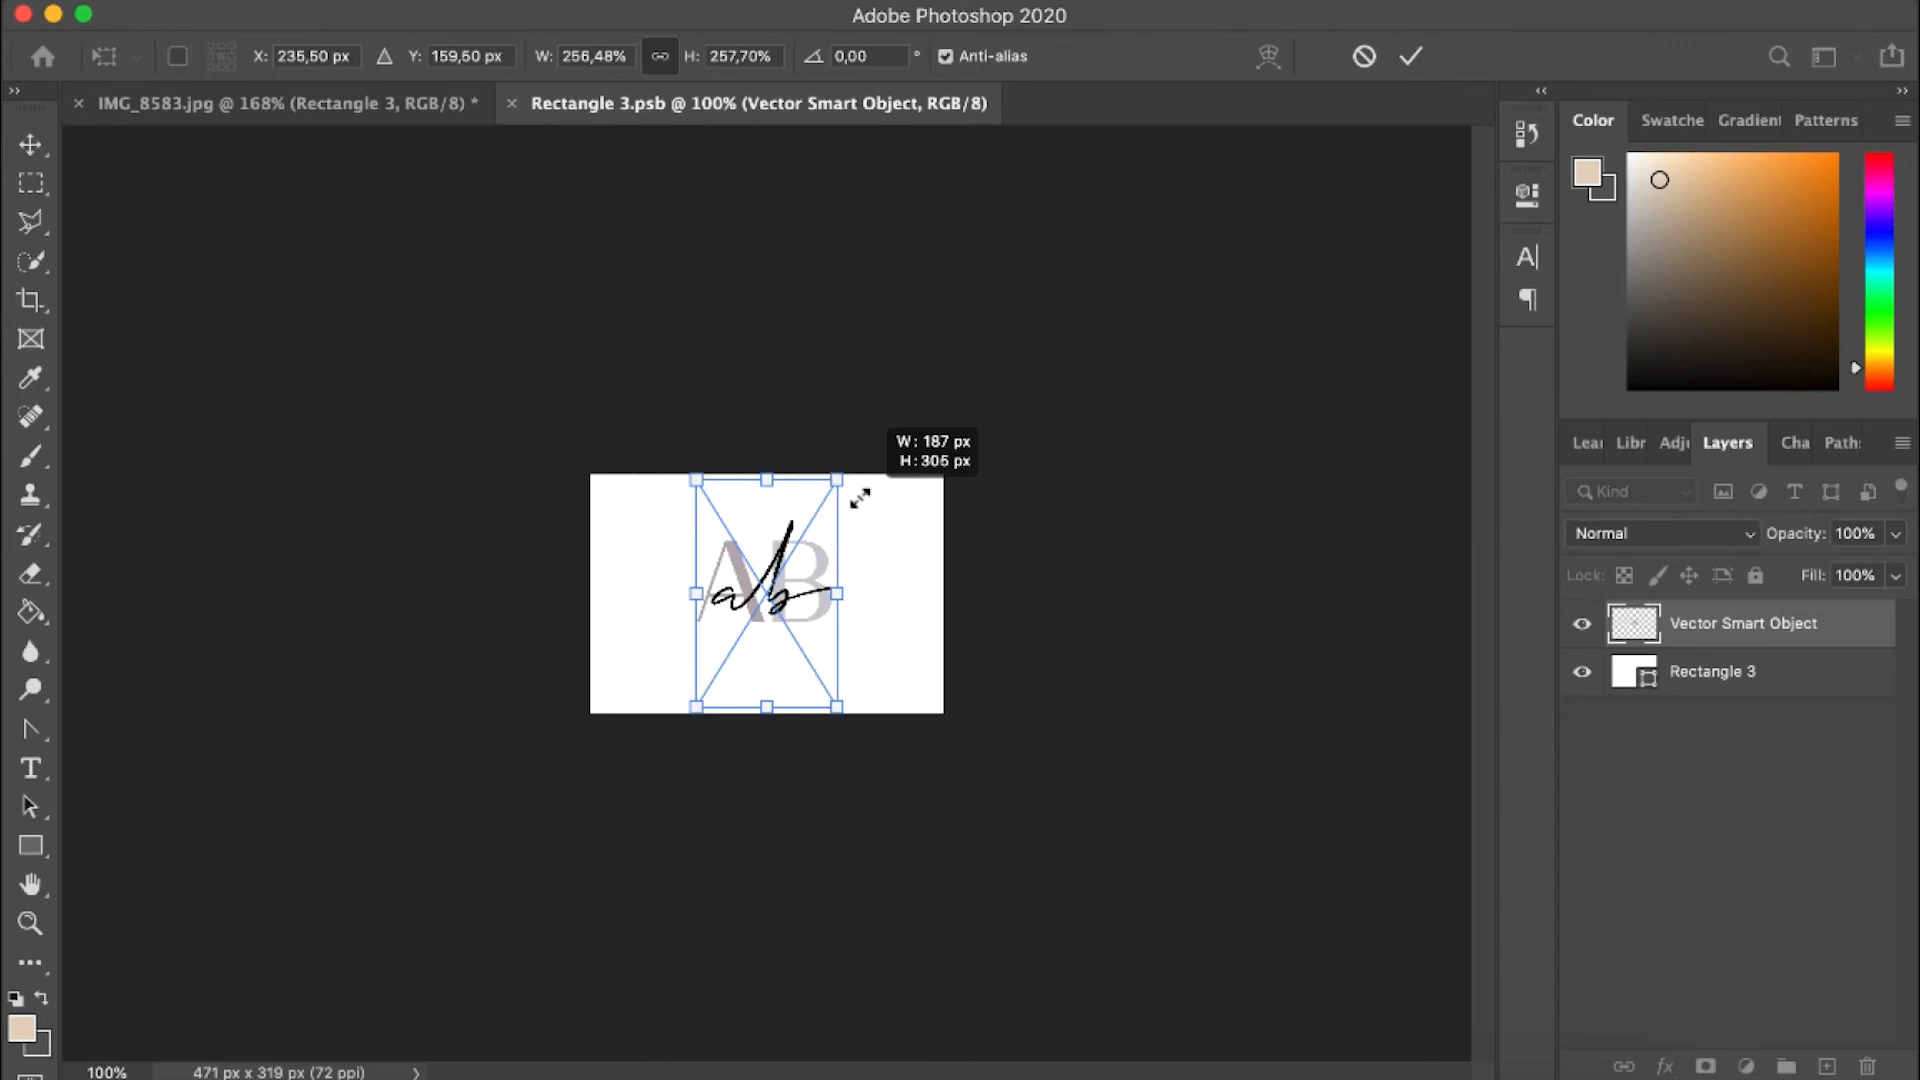 Adobe Photoshop 2020
X: 235,50 px Y: 159,50 px W: 256,48% H: 257,70% 0,00 ° Anti-alias
IMG_8583.jpg @ 168% (Rectangle 3, RGB/8) *
Rectangle 3.psb @ 100% (Vector Smart Object, RGB/8)
Color Swatche Gradient Patterns
W: 187 px
H: 306 px
AB
ab
Lear Libr Adju Layers Cha Paths
Kind
Normal Opacity: 100%
Lock: Fill: 100%
Vector Smart Object
Rectangle 3
100% 471 px x 319 px (72 ppi)